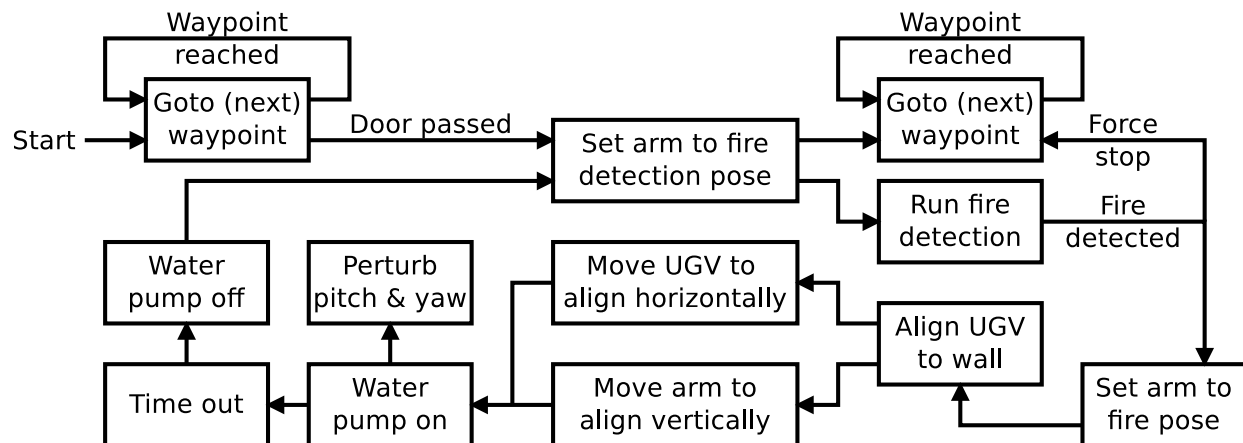 Waypoint
reached
Goto (next)
waypoint
Start
Door passed
Set arm to fire
detection pose
Waypoint
reached
Goto (next)
waypoint
Force
stop
Run fire
detection
Fire
detected
Water
pump off
Perturb
pitch & yaw
Move UGV to
align horizontally
Align UGV
to wall
Time out
Water
pump on
Move arm to
align vertically
Set arm to
fire pose